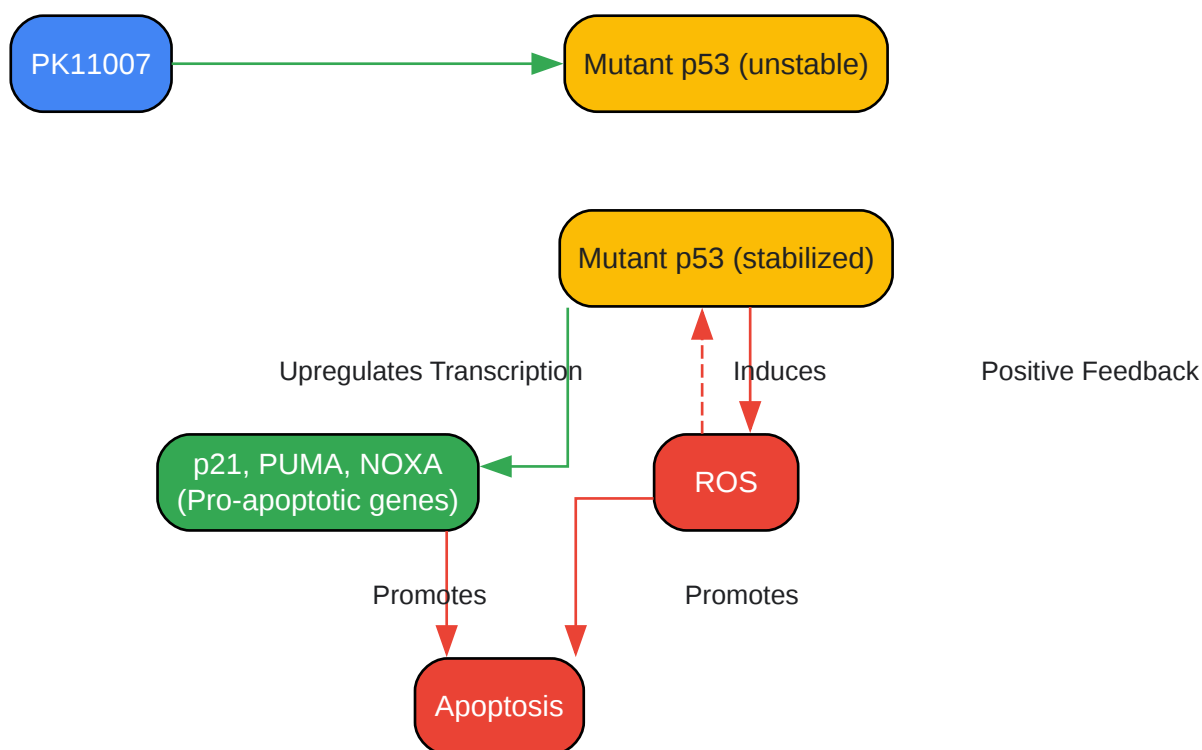 PK11007
Mutant p53 (unstable)
Mutant p53 (stabilized)
Upregulates Transcription
Induces
Positive Feedback
p21, PUMA, NOXA
(Pro-apoptotic genes)
ROS
Promotes
Promotes
Apoptosis